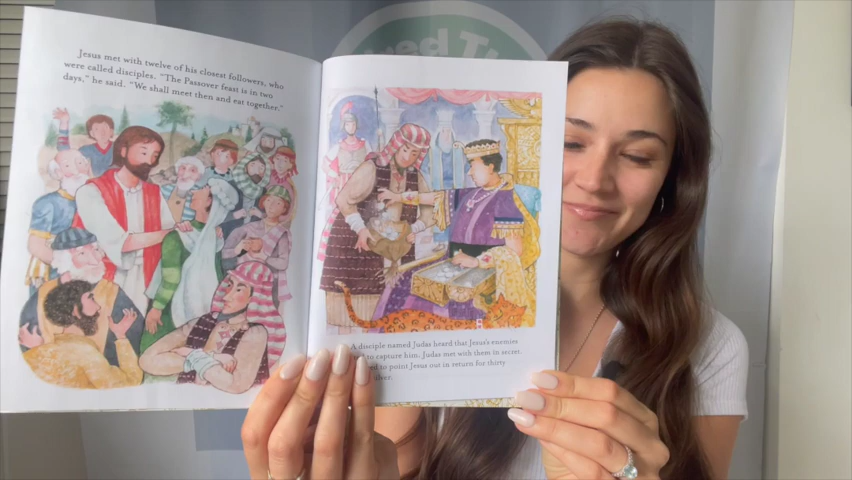 Jesus met with twelve of his closest followers, who
were called disciples. "The Passover feast is in two
days," he said. "We shall meet then and eat together."
A disciple named Judas heard that Jesus's enemies
to capture him. Judas met with them in secret.
to point Jesus out in return for thirty